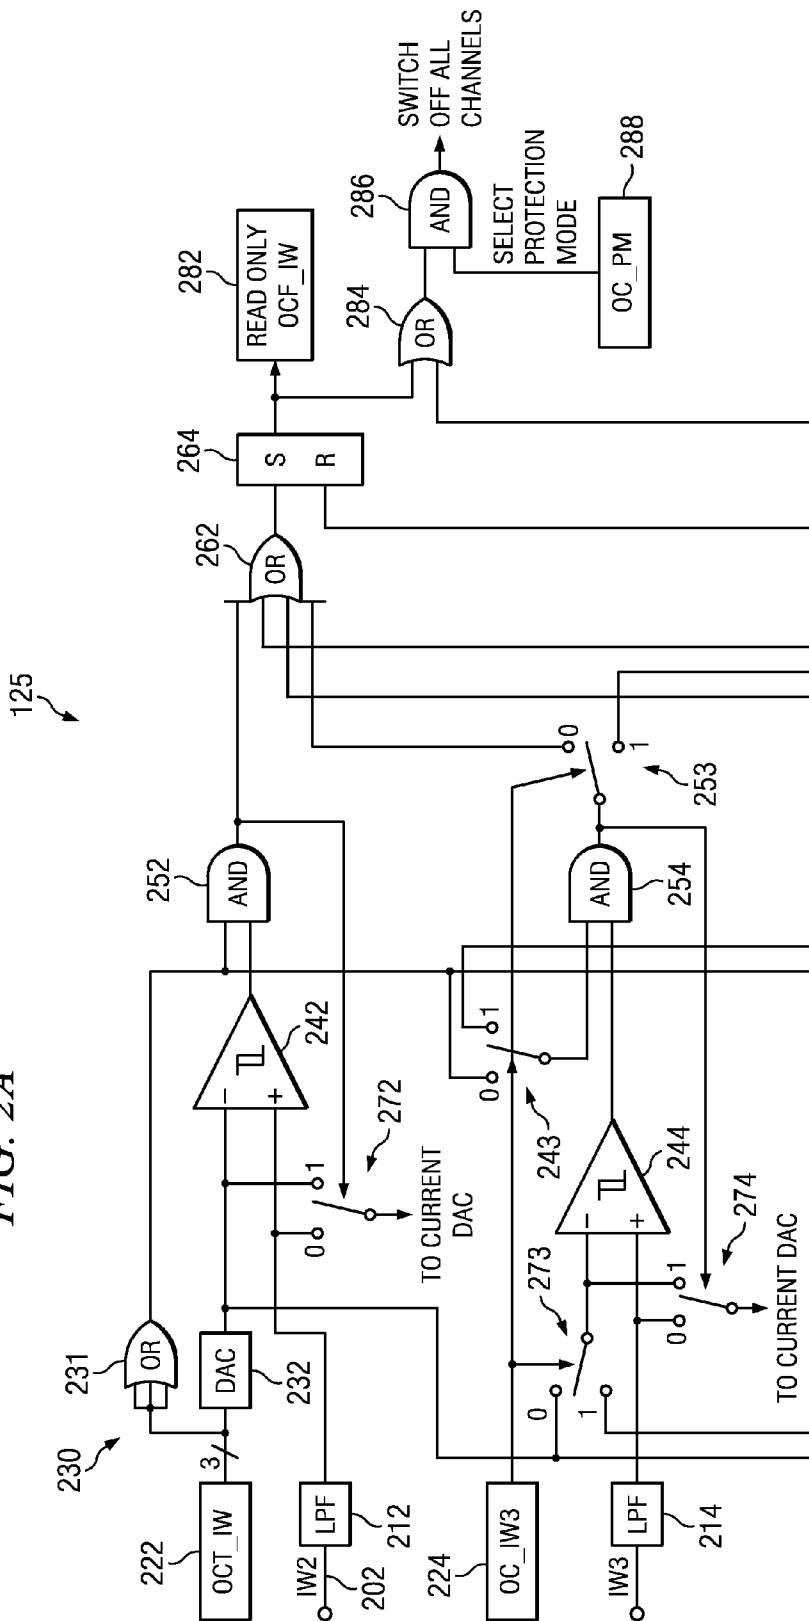 FIG. 2A
125
230
231
OR
222
OCT_IW
3
DAC
232
242
252
AND
262
OR
264
S
R
282
READ ONLY
OCF_IW
284
OR
286
AND
SWITCH
OFF ALL
CHANNELS
IW2
202
LPF
212
−
+
0
1
272
TO CURRENT
DAC
SELECT
PROTECTION
MODE
OC_PM
288
224
OC_IW3
0
1
273
243
0
1
244
−
+
AND
254
0
1
253
IW3
LPF
214
0
1
274
TO CURRENT DAC